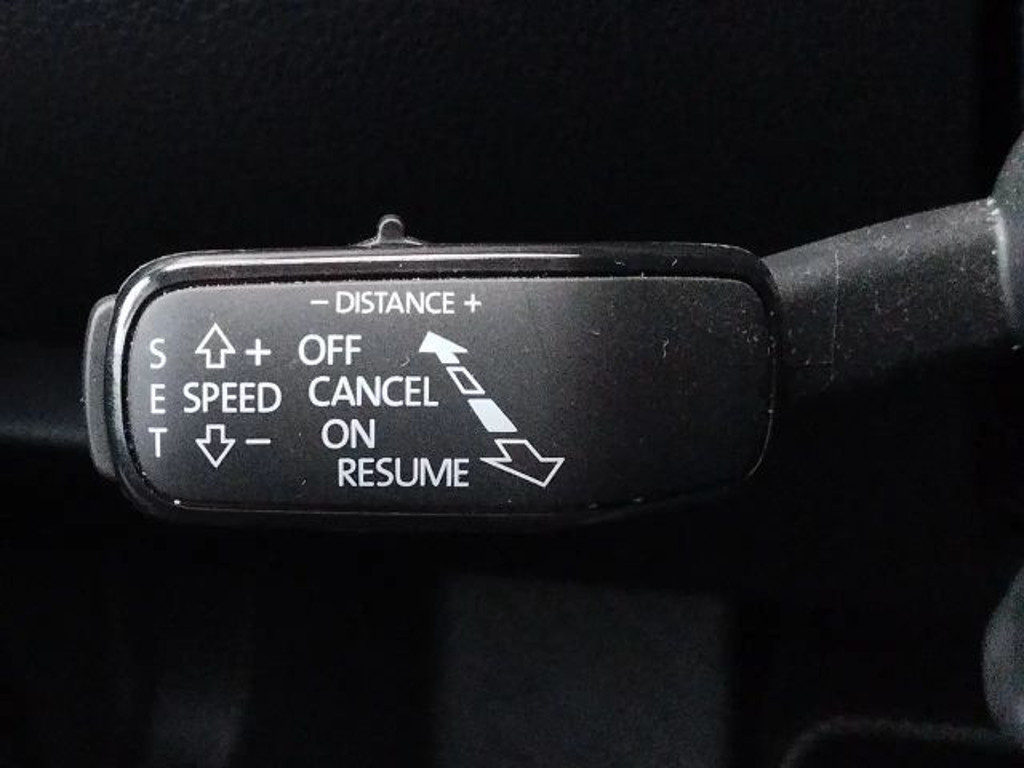 - DISTANCE +
S + OFF
E SPEED CANCEL
T - ON
RESUME